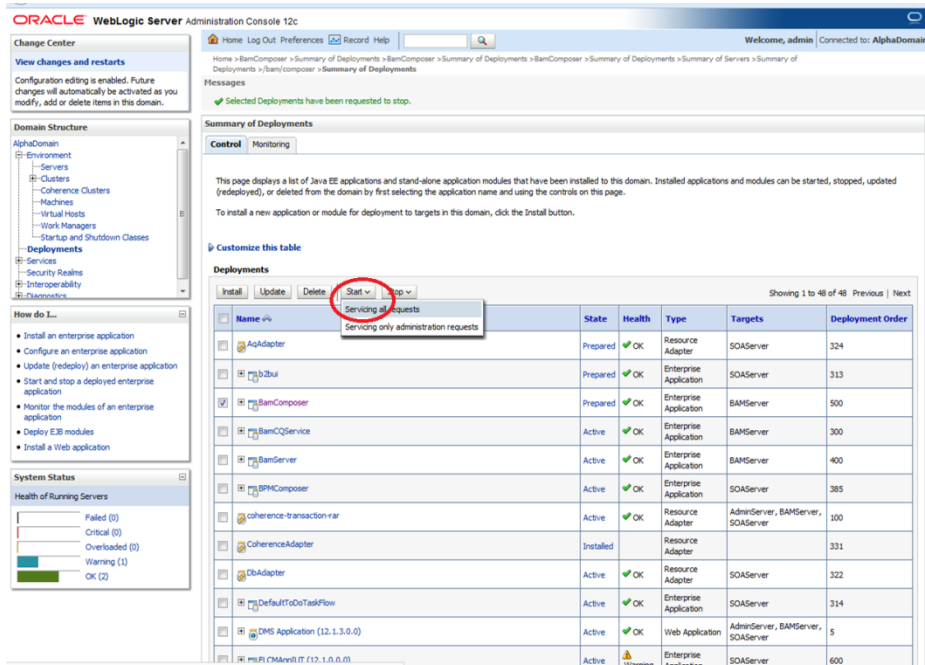 ORACLE WebLogic Server Administration Console 12c
Change Center
View changes and restarts
Configuration editing is enabled. Future
changes will automatically be activated as you
modify, add or delete items in this domain.
Domain Structure
AlphaDomain
Environment
Servers
Clusters
Coherence Clusters
Machines
Virtual Hosts
Work Managers
Startup and Shutdown Classes
Deployments
Services
Security Realms
Interoperability
Diagnostics
How do I...
Install an enterprise application
Configure an enterprise application
Update (redeploy) an enterprise application
Start and stop a deployed enterprise
application
Monitor the modules of an enterprise
application
Deploy EJB modules
Install a Web application
System Status
Health of Running Servers
Failed (0)
Critical (0)
Overloaded (0)
Warning (1)
OK (2)
Home Log Out Preferences Record Help
Welcome, admin Connected to: AlphaDomain
Home >BamComposer >Summary of Deployments >BamComposer >Summary of Deployments >BamComposer >Summary of Deployments >Summary of Servers >Summary of
Deployments >/bam/composer >Summary of Deployments
Messages
Selected Deployments have been requested to stop.
Summary of Deployments
Control Monitoring
This page displays a list of Java EE applications and stand-alone application modules that have been installed to this domain. Installed applications and modules can be started, stopped, updated
(redeployed), or deleted from the domain by first selecting the application name and using the controls on this page.
To install a new application or module for deployment to targets in this domain, click the Install button.
Customize this table
Deployments
Install Update Delete Start Stop Showing 1 to 48 of 48 Previous | Next
Servicing all requests
Servicing only administration requests
Name State Health Type Targets Deployment Order
AqAdapter Prepared OK Resource Adapter SOAServer 324
b2bui Prepared OK Enterprise Application SOAServer 313
BamComposer Prepared OK Enterprise Application BAMServer 500
BamCQService Active OK Enterprise Application BAMServer 300
BamServer Active OK Enterprise Application BAMServer 400
BPMComposer Active OK Enterprise Application SOAServer 385
coherence-transaction-rar Active OK Resource Adapter AdminServer, BAMServer, SOAServer 100
CoherenceAdapter Installed Resource Adapter 331
DbAdapter Active OK Resource Adapter SOAServer 322
DefaultToDoTaskFlow Active OK Enterprise Application SOAServer 314
DMS Application (12.1.3.0.0) Active OK Web Application AdminServer, BAMServer, SOAServer 5
(12.1.0.0.0) Active Warning Enterprise Application SOAServer 600